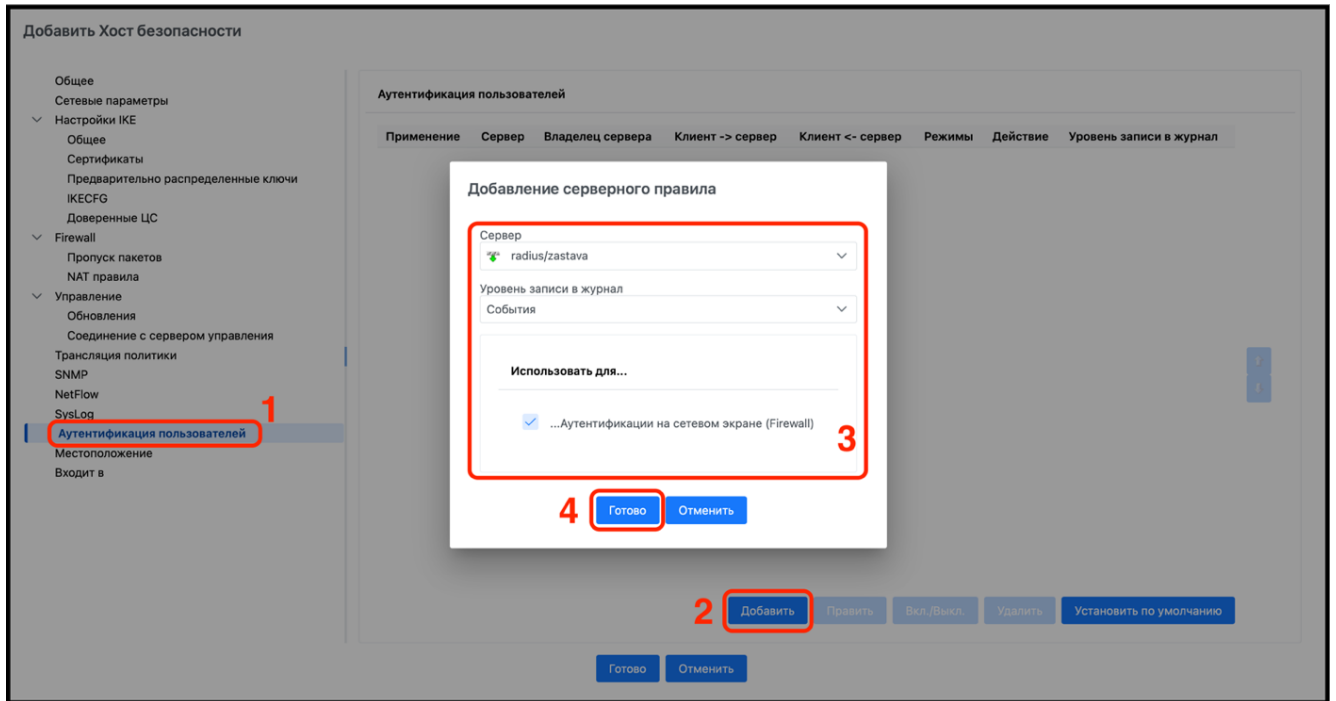 Добавить Хост безопасности
Общее
Сетевые параметры
Настройки IKE
Общее
Сертификаты
Предварительно распределенные ключи
IKECFG
Доверенные ЦС
Firewall
Пропуск пакетов
NAT правила
Управление
Обновления
Соединение с сервером управления
Трансляция политики
SNMP
NetFlow
SysLog
1
Аутентификация пользователей
Местоположение
Входит в
Аутентификация пользователей
Применение Сервер Владелец сервера Клиент -> сервер Клиент <- сервер Режимы Действие Уровень записи в журнал
Добавление серверного правила
Сервер
radius/zastava
Уровень записи в журнал
События
Использовать для...
...Аутентификации на сетевом экране (Firewall)
3
4 Готово Отменить
2 Добавить Править Вкл./Выкл. Удалить Установить по умолчанию
Готово Отменить